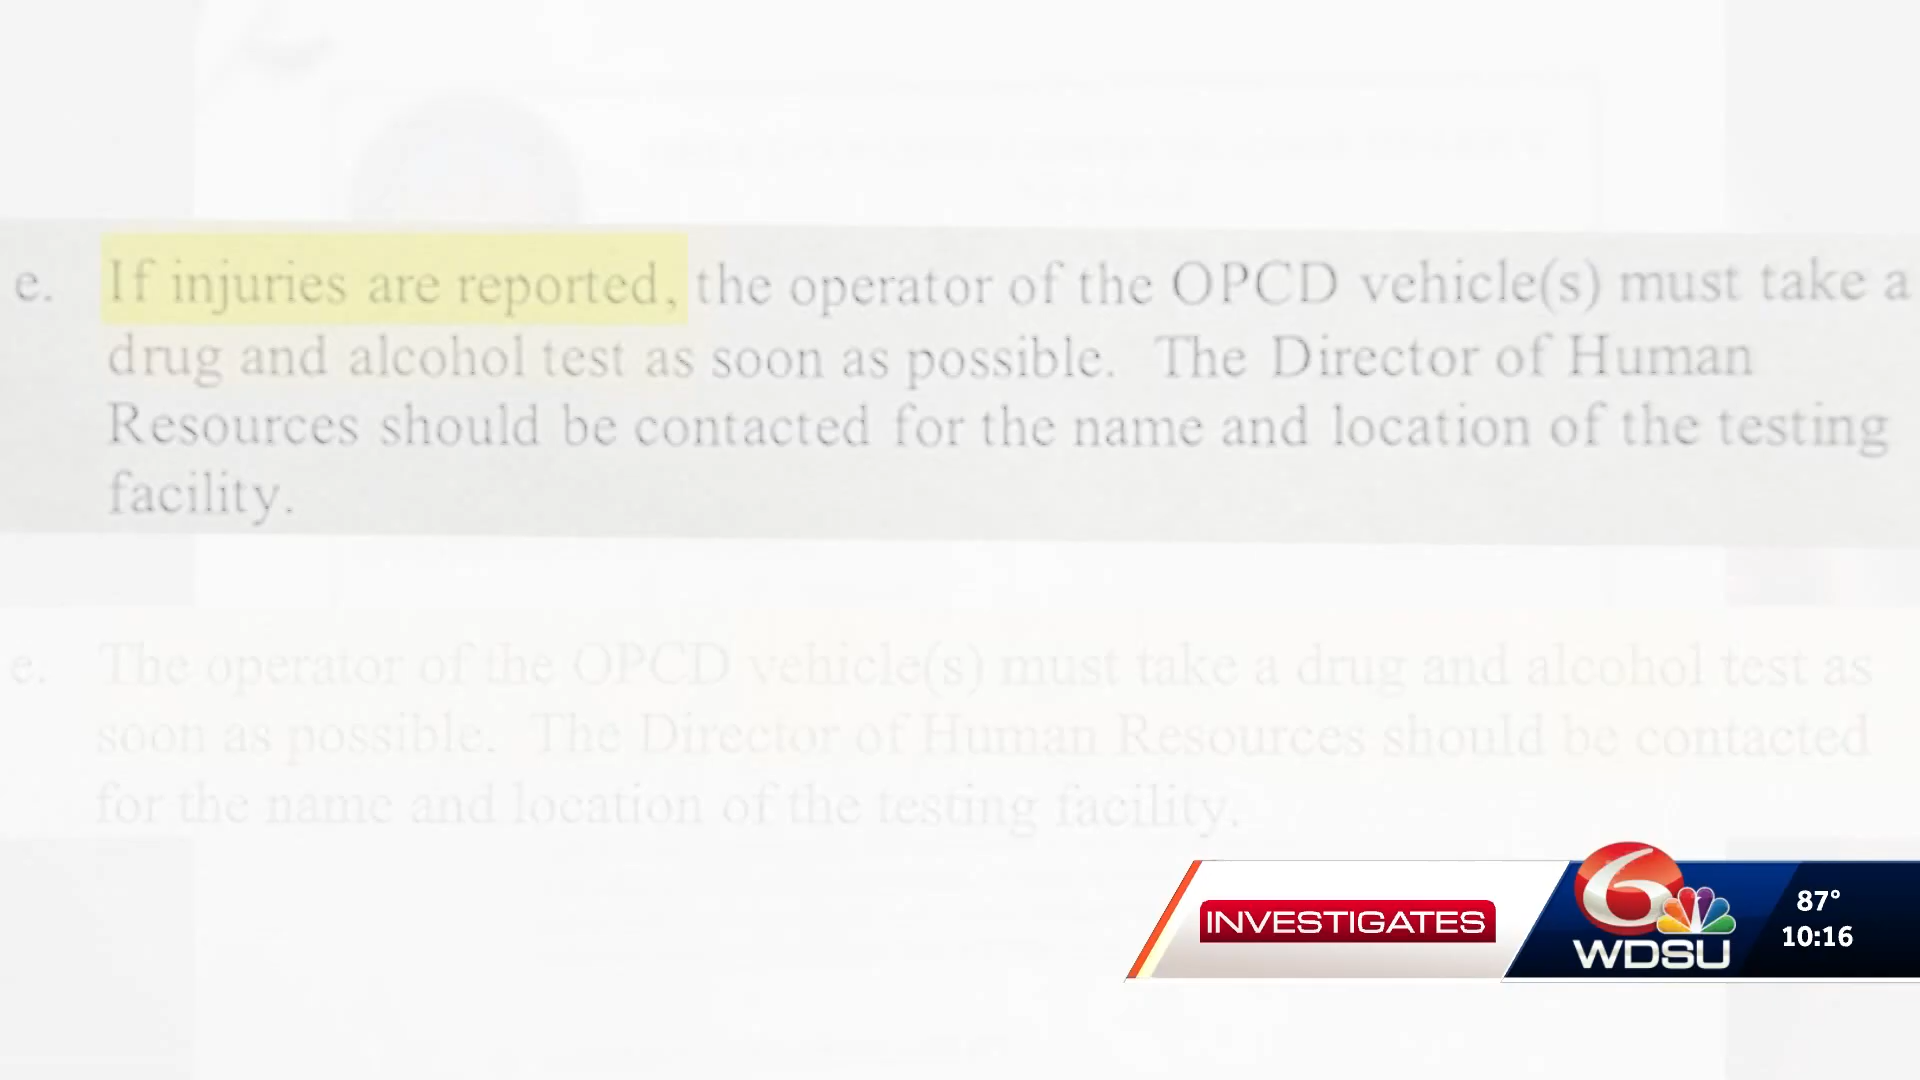 e. If injuries are reported, the operator of the OPCD vehicle(s) must take a
drug and alcohol test as soon as possible. The Director of Human
Resources should be contacted for the name and location of the testing
facility.
e. The operator of the OPCD vehicle(s) must take a drug and alcohol test as
soon as possible. The Director of Human Resources should be contacted
for the name and location of the testing facility.
INVESTIGATES
6
WDSU
87°
10:16